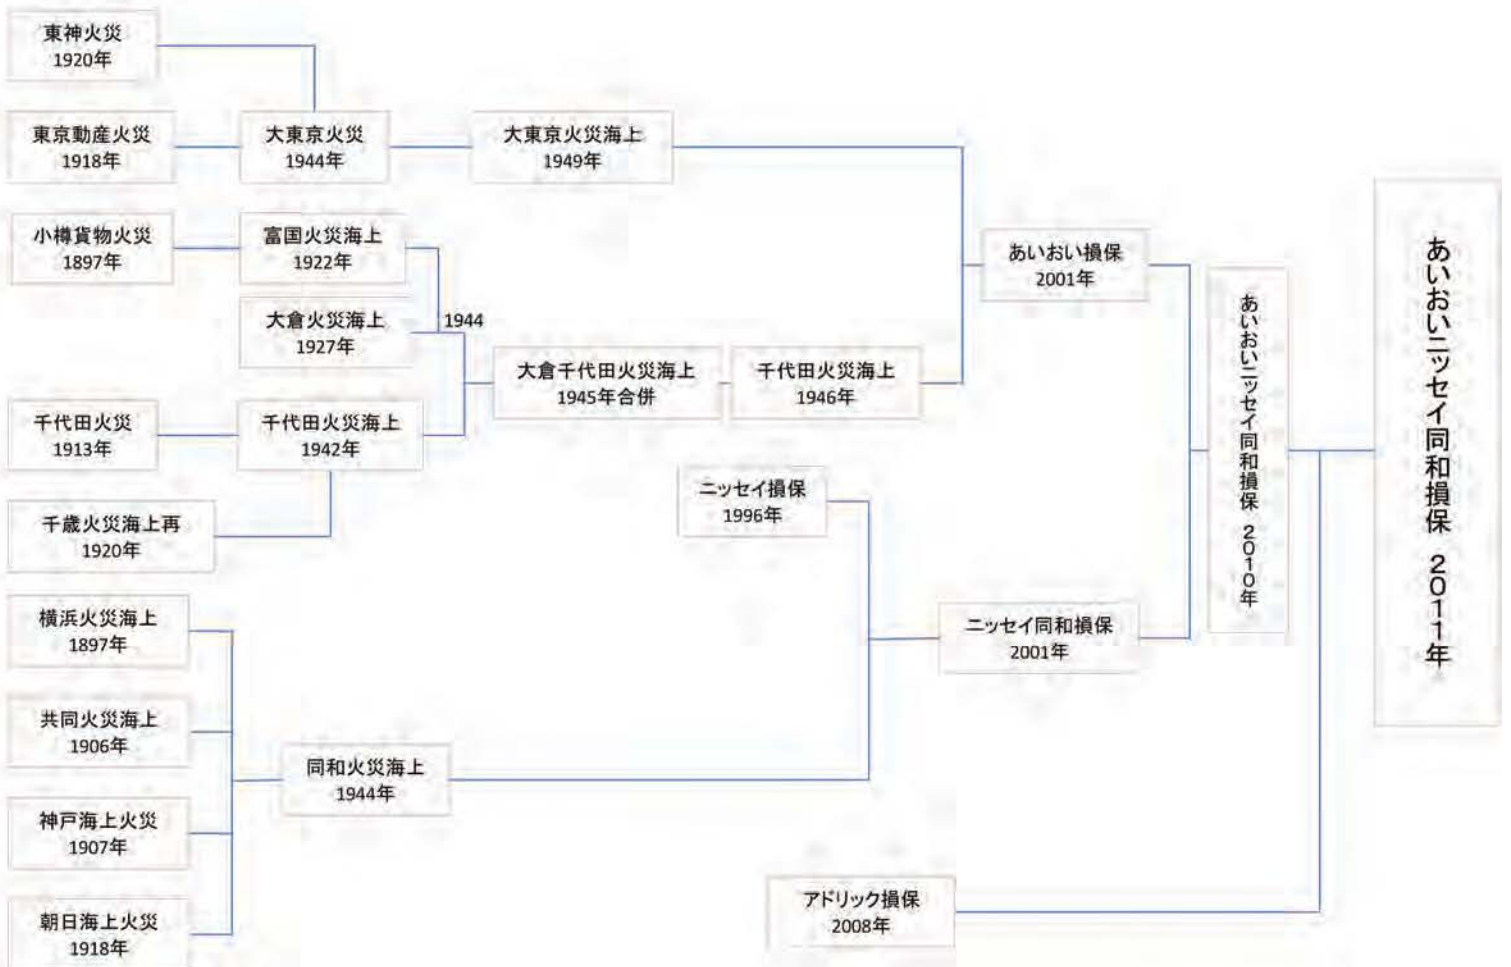 東神火災
1920年
東京動産火災
1918年
大東京火災
1944年
大東京火災海上
1949年
小樽貨物火災
1897年
富国火災海上
1922年
大倉火災海上
1927年
1944
千代田火災
1913年
千代田火災海上
1942年
大倉千代田火災海上
1945年合併
千代田火災海上
1946年
千歳火災海上再
1920年
あいおい損保
2001年
ニッセイ損保
1996年
横浜火災海上
1897年
共同火災海上
1906年
神戸海上火災
1907年
朝日海上火災
1918年
同和火災海上
1944年
ニッセイ同和損保
2001年
アドリック損保
2008年
あいおいニッセイ同和損保 2010年
あいおいニッセイ同和損保 2011年